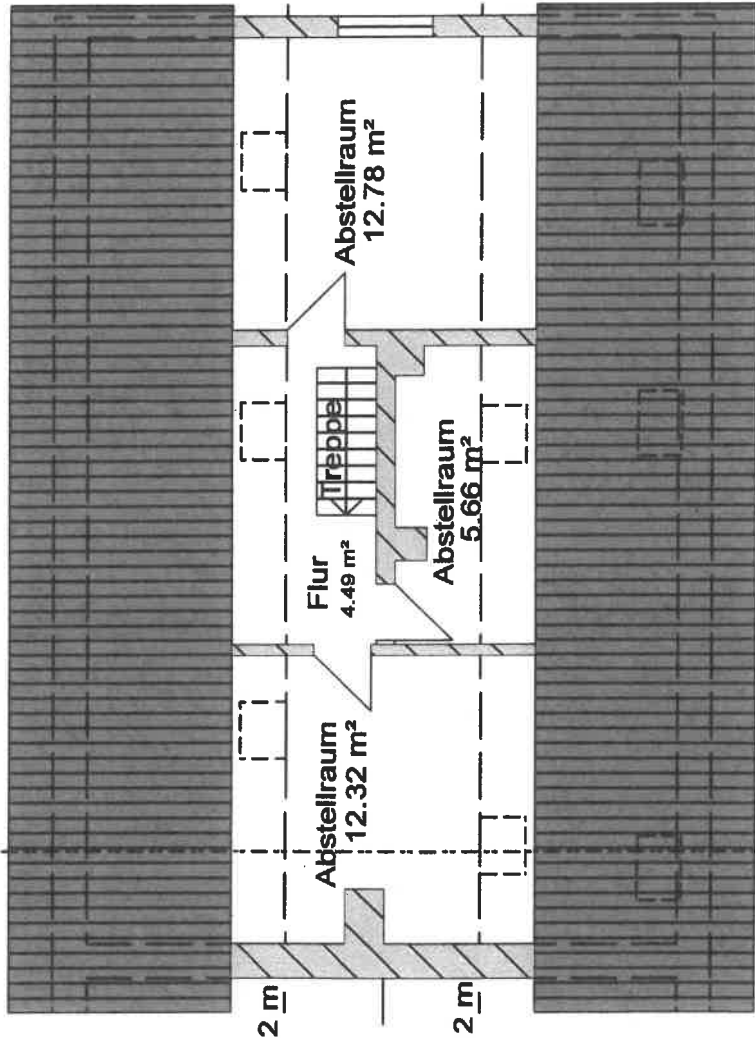 Abstellraum
12.78 m²
Treppe
Flur
4.49 m²
Abstellraum
5.66 m²
Abstellraum
12.32 m²
2 m
2 m